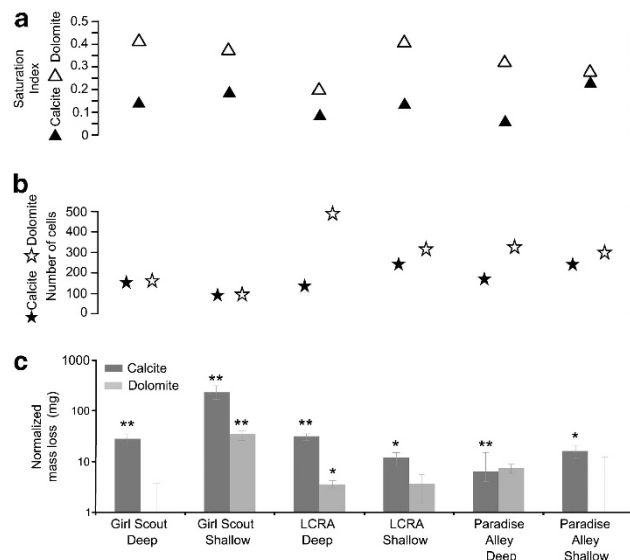 a
Saturation
Index
Calcite Dolomite
0.5
0.4
0.3
0.2
0.1
0
b
Calcite Dolomite
Number of cells
500
400
300
200
100
0
c
Normalized
mass loss (mg)
1000
100
10
1
Calcite
Dolomite
**
**
**
**
*
*
**
*
Girl Scout
Deep
Girl Scout
Shallow
LCRA
Deep
LCRA
Shallow
Paradise
Alley
Deep
Paradise
Alley
Shallow